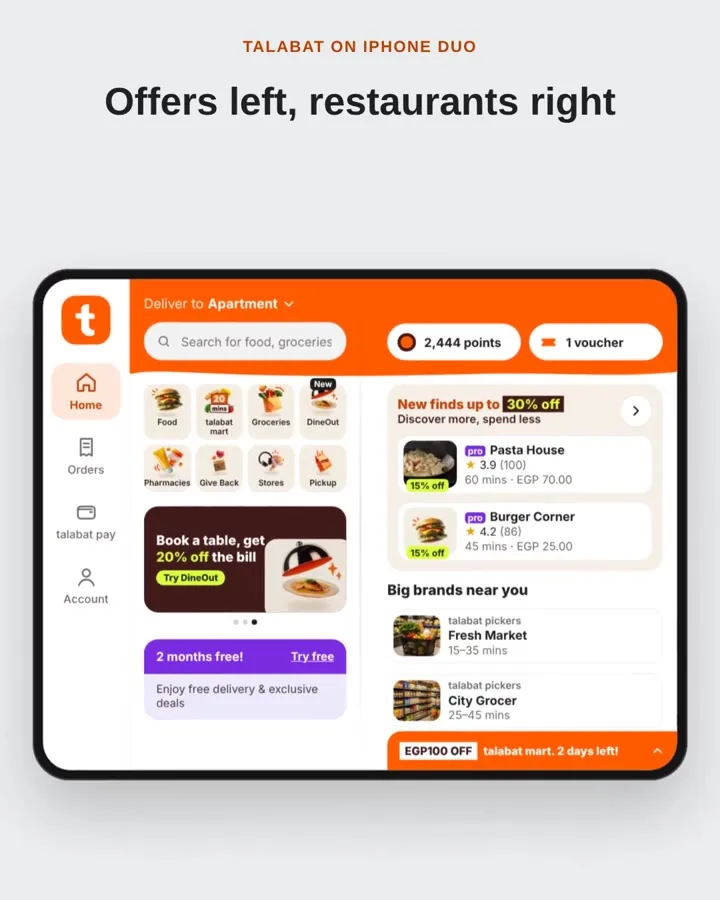 TALABAT ON IPHONE DUO
Offers left, restaurants right
t
Deliver to Apartment
Search for food, groceries
2,444 points
1 voucher
Home
Orders
talabat pay
Account
Food
20 mins
talabat mart
Groceries
New
DineOut
Pharmacies
Give Back
Stores
Pickup
Book a table, get
20% off the bill
Try DineOut
2 months free!
Try free
Enjoy free delivery & exclusive
deals
New finds up to 30% off
Discover more, spend less
pro Pasta House
3.9 (100)
60 mins · EGP 70.00
15% off
pro Burger Corner
4.2 (86)
45 mins · EGP 25.00
15% off
Big brands near you
talabat pickers
Fresh Market
15–35 mins
talabat pickers
City Grocer
25–45 mins
EGP100 OFF talabat mart. 2 days left!